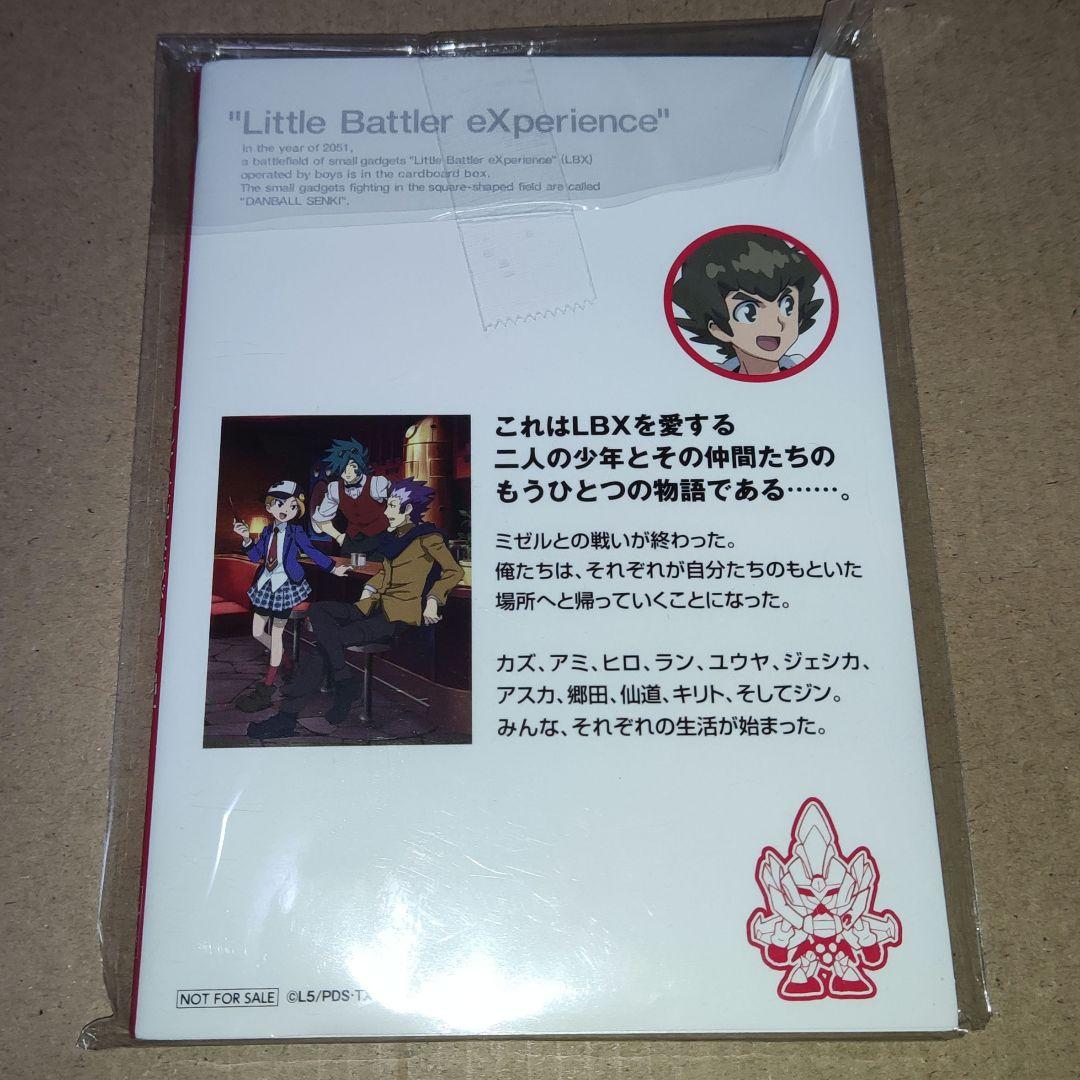 "Little Battler eXperience"
In the year of 2051,
a battlefield of small gadgets "Little Battler eXperience" (LBX)
operated by boys is in the cardboard box.
The small gadgets fighting in the square-shaped field are called
"DANBALL SENKI".
これはLBXを愛する
二人の少年とその仲間たちの
もうひとつの物語である……。
ミゼルとの戦いが終わった。
俺たちは、それぞれが自分たちのもといた
場所へと帰っていくことになった。
カズ、アミ、ヒロ、ラン、ユウヤ、ジェシカ、
アスカ、郷田、仙道、キリト、そしてジン。
みんな、それぞれの生活が始まった。
NOT FOR SALE ©L5/PDS･TX